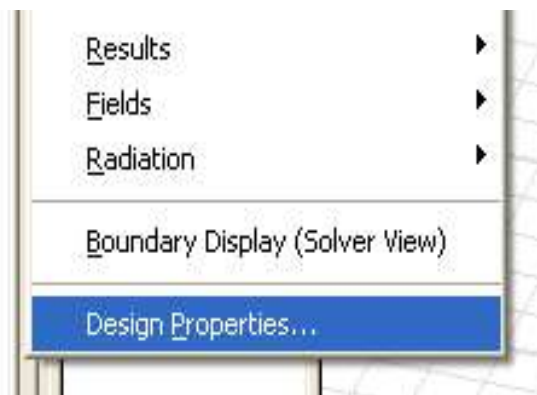 Results
Fields
Radiation
Boundary Display (Solver View)
Design Properties...